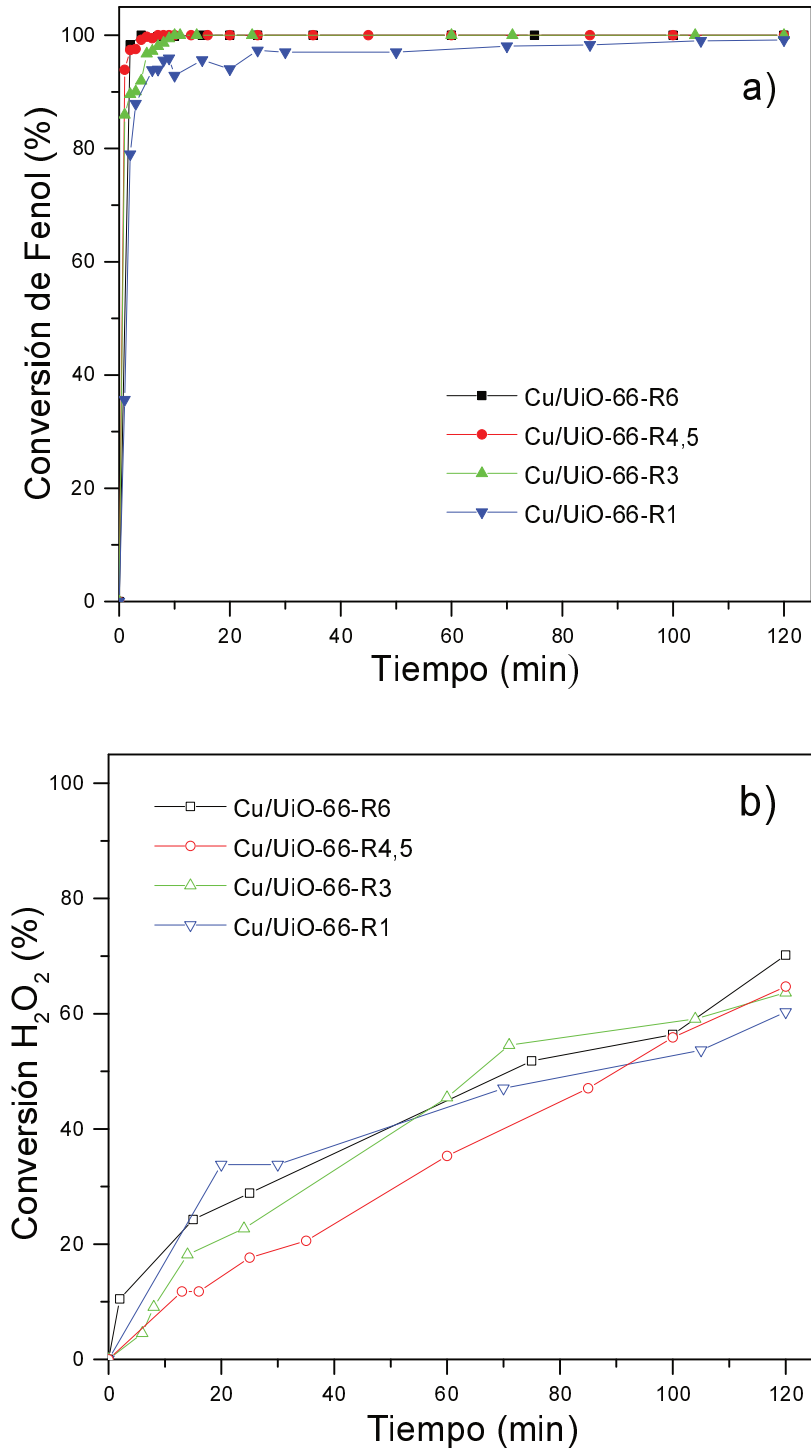 100
80
60
40
20
0
Conversión de Fenol (%)
a)
Cu/UiO-66-R6
Cu/UiO-66-R4,5
Cu/UiO-66-R3
Cu/UiO-66-R1
0 20 40 60 80 100 120
Tiempo (min)
100
80
60
40
20
0
Conversión H₂O₂ (%)
b)
Cu/UiO-66-R6
Cu/UiO-66-R4,5
Cu/UiO-66-R3
Cu/UiO-66-R1
0 20 40 60 80 100 120
Tiempo (min)